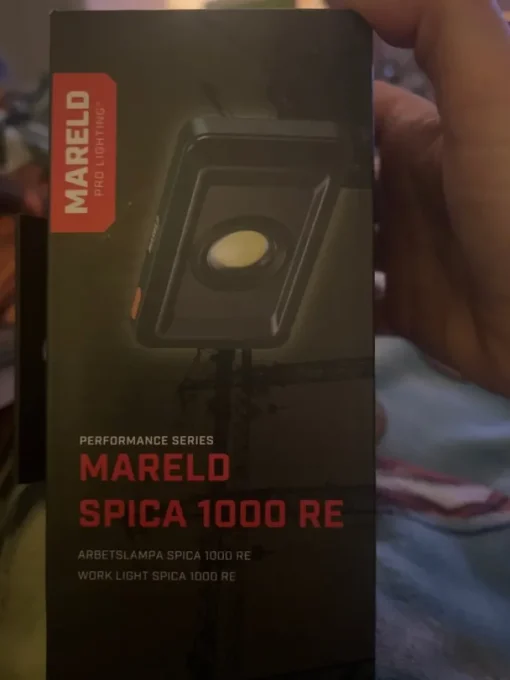 MARELD
PRO LIGHTING®
PERFORMANCE SERIES
MARELD
SPICA 1000 RE
ARBETSLAMPA SPICA 1000 RE
WORK LIGHT SPICA 1000 RE